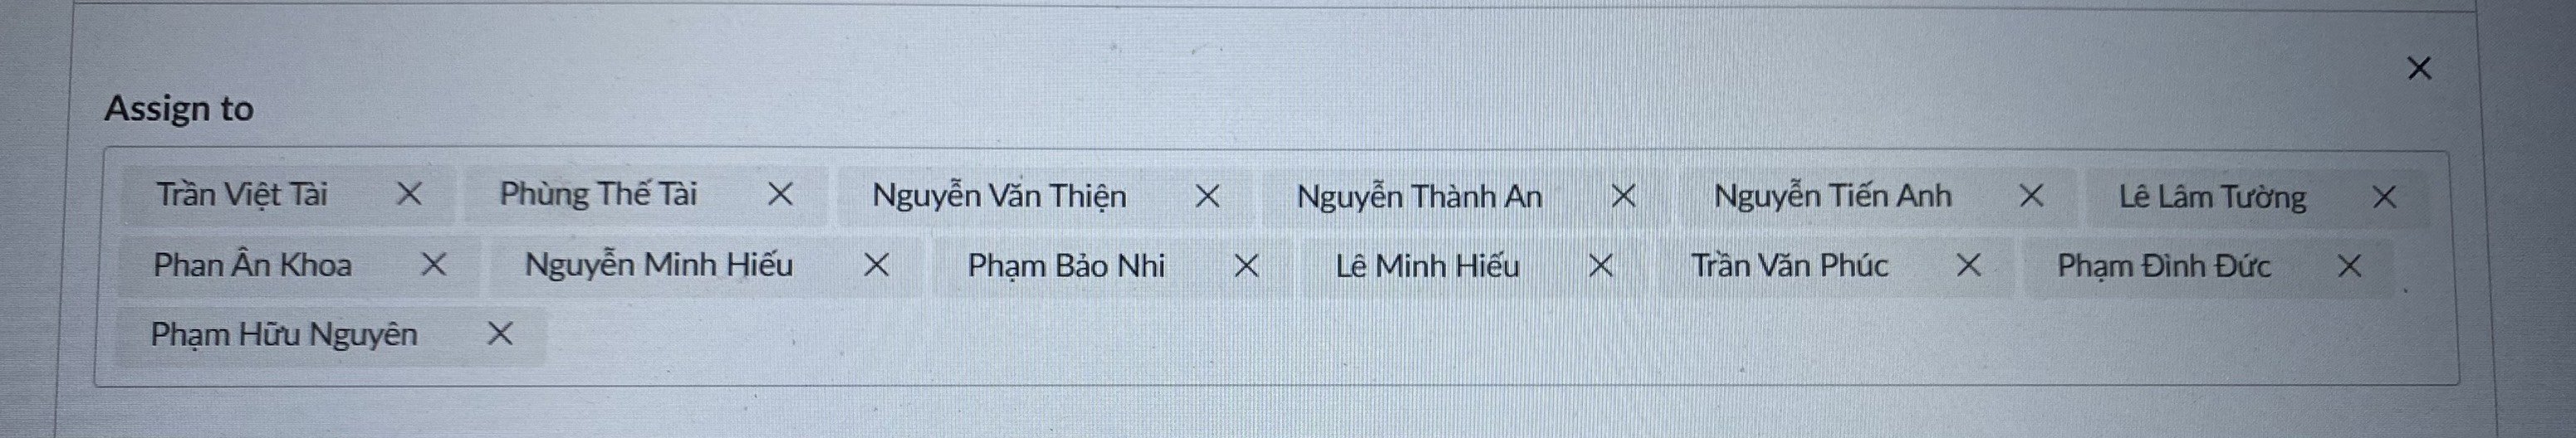 Assign to
Trần Việt Tài Phùng Thế Tài Nguyễn Văn Thiện Nguyễn Thành An Nguyễn Tiến Anh Lê Lâm Tường
Phan Ân Khoa Nguyễn Minh Hiếu Phạm Bảo Nhi Lê Minh Hiếu Trần Văn Phúc Phạm Đình Đức
Phạm Hữu Nguyên